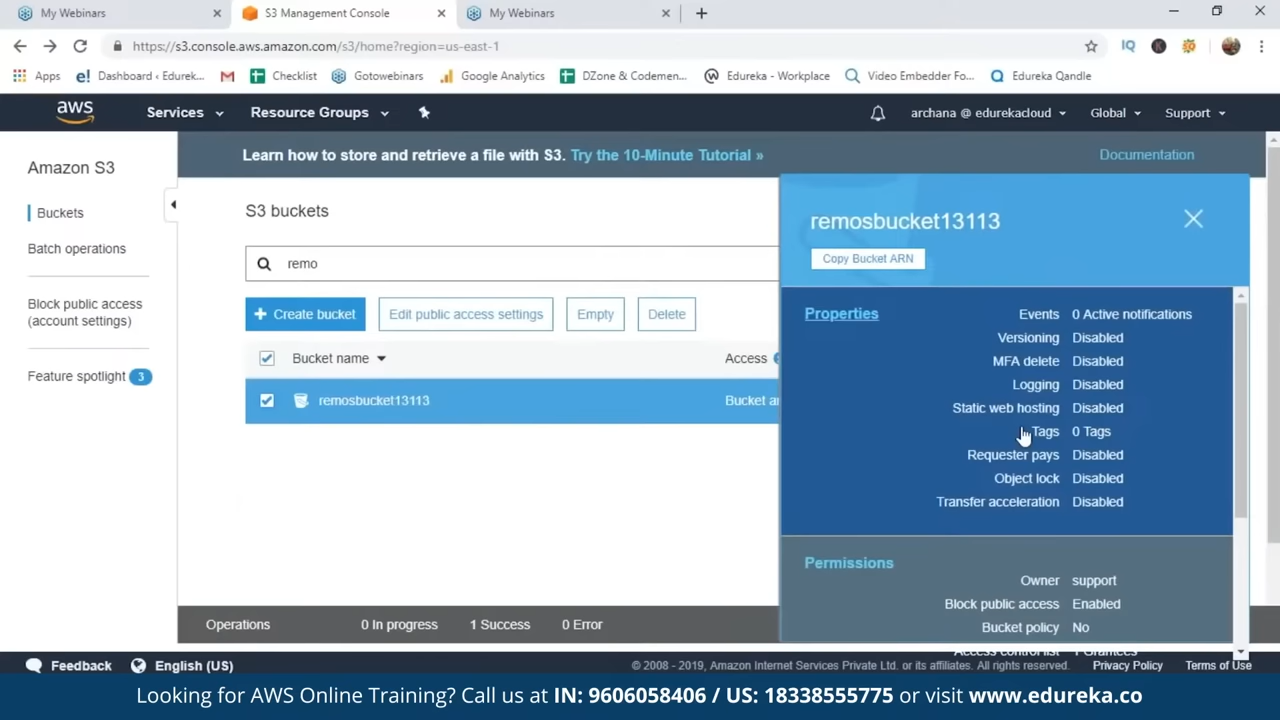 My Webinars
S3 Management Console
My Webinars
https://s3.console.aws.amazon.com/s3/home?region=us-east-1
IQ
K
Apps
Dashboard ‹ Edurek...
Checklist
Gotowebinars
Google Analytics
DZone & Codemen...
Edureka - Workplace
Video Embedder Fo...
Edureka Qandle
aws
Services
Resource Groups
archana @ edurekacloud
Global
Support
Amazon S3
Buckets
Batch operations
Block public access
(account settings)
Feature spotlight 3
Learn how to store and retrieve a file with S3. Try the 10-Minute Tutorial »
Documentation
S3 buckets
remo
+ Create bucket
Edit public access settings
Empty
Delete
Bucket name
Access
remosbucket13113
Bucket ar
Operations
0 In progress
1 Success
0 Error
remosbucket13113
Copy Bucket ARN
Properties
Events 0 Active notifications
Versioning Disabled
MFA delete Disabled
Logging Disabled
Static web hosting Disabled
Tags 0 Tags
Requester pays Disabled
Object lock Disabled
Transfer acceleration Disabled
Permissions
Owner support
Block public access Enabled
Bucket policy No
Access control list 1 Grantees
Feedback
English (US)
© 2008 - 2019, Amazon Internet Services Private Ltd. or its affiliates. All rights reserved.
Privacy Policy
Terms of Use
Looking for AWS Online Training? Call us at IN: 9606058406 / US: 18338555775 or visit www.edureka.co